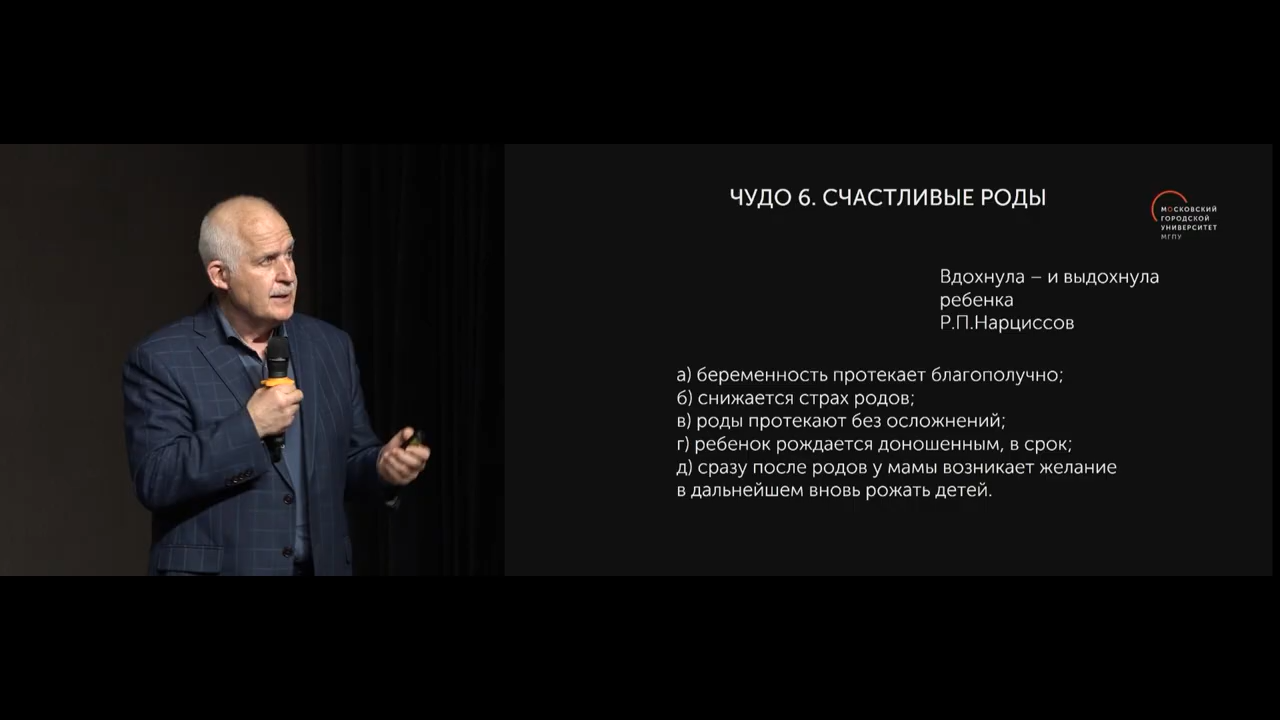 ЧУДО 6. СЧАСТЛИВЫЕ РОДЫ
МОСКОВСКИЙ
ГОРОДСКОЙ
УНИВЕРСИТЕТ
МГПУ
Вдохнула – и выдохнула
ребенка
Р.П.Нарциссов
а) беременность протекает благополучно;
б) снижается страх родов;
в) роды протекают без осложнений;
г) ребенок рождается доношенным, в срок;
д) сразу после родов у мамы возникает желание
в дальнейшем вновь рожать детей.